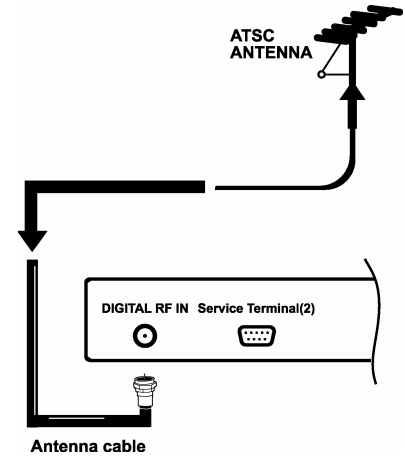 ATSC
ANTENNA
DIGITAL RF IN Service Terminal(2)
Antenna cable